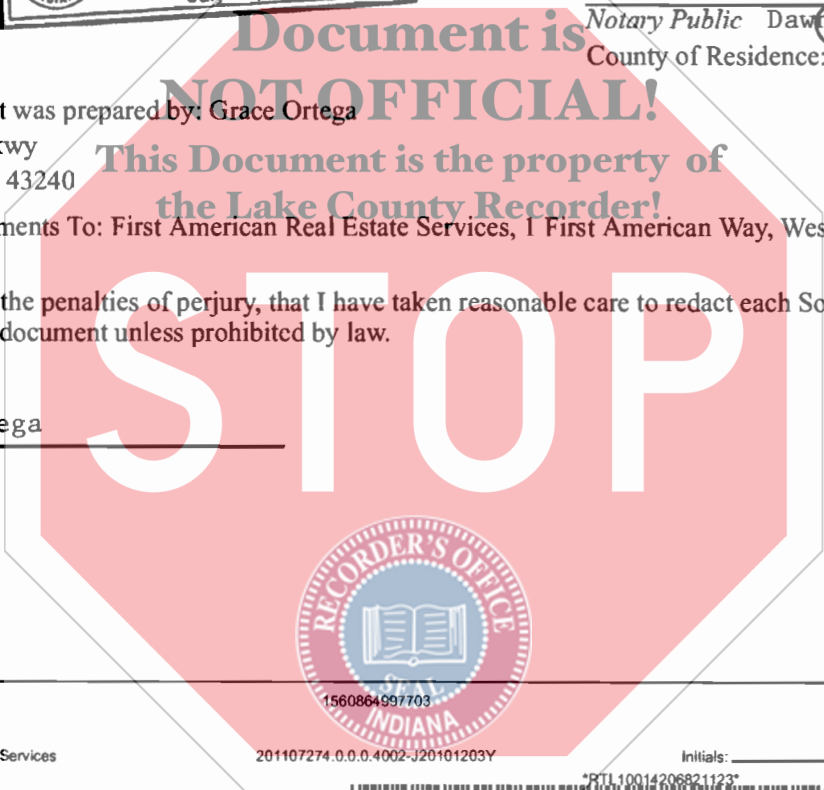 Notary Public Daw
Document is
County of Residence:
NOT OFFICIAL!
t was prepared by: Grace Ortega
wy
This Document is the property of
43240
the Lake County Recorder!
ments To: First American Real Estate Services, 1 First American Way, Wes
the penalties of perjury, that I have taken reasonable care to redact each So
document unless prohibited by law.
STOP
ega
RECORDER'S OFFICE
SEAL
INDIANA
1560864997703
Services 201107274.0.0.0.4002-J20101203Y Initials:
*RTL10014206821123*